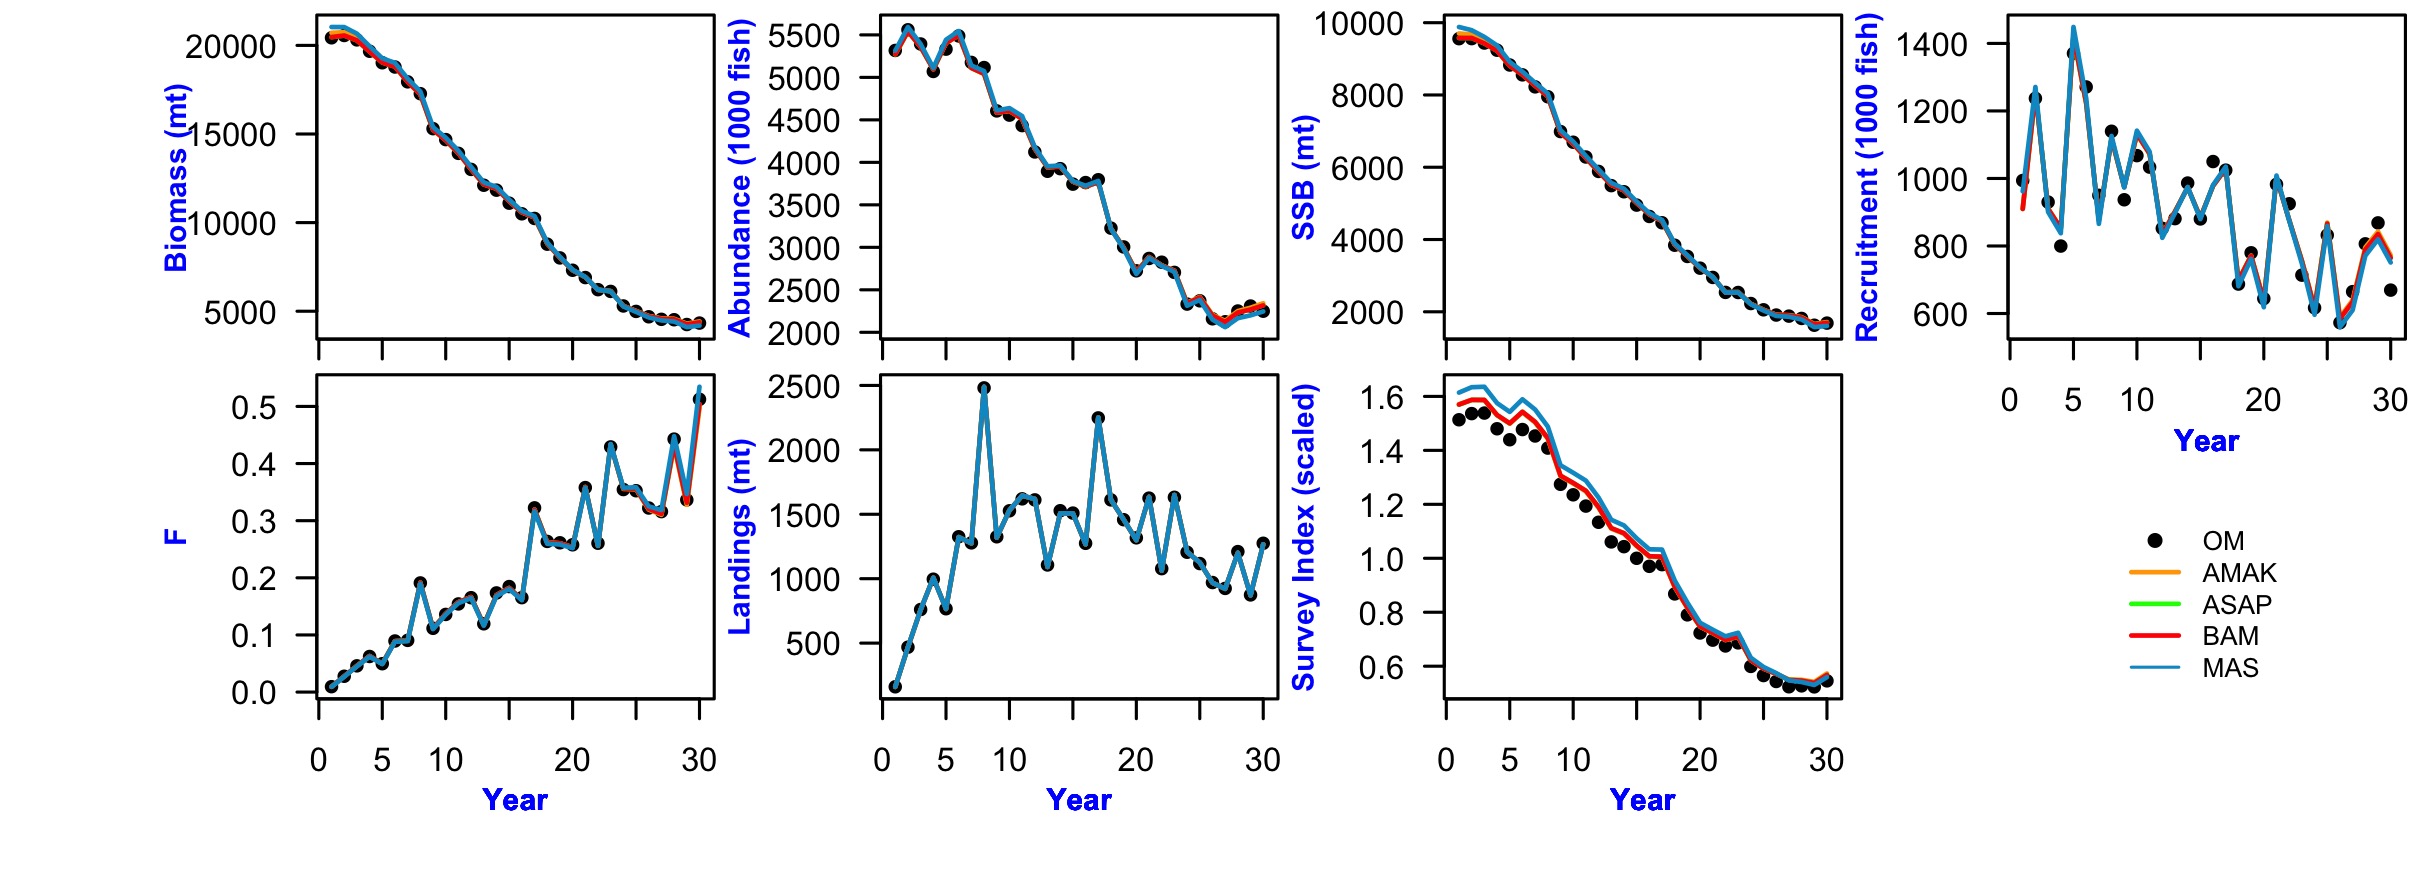 Biomass (mt)
20000
15000
10000
5000
Abundance (1000 fish)
5500
5000
4500
4000
3500
3000
2500
2000
SSB (mt)
10000
8000
6000
4000
2000
Recruitment (1000 fish)
1400
1200
1000
800
600
0 5 10 20 30
Year
F
0.5
0.4
0.3
0.2
0.1
0.0
0 5 10 20 30
Year
Landings (mt)
2500
2000
1500
1000
500
0 5 10 20 30
Year
Survey Index (scaled)
1.6
1.4
1.2
1.0
0.8
0.6
0 5 10 20 30
Year
OM
AMAK
ASAP
BAM
MAS